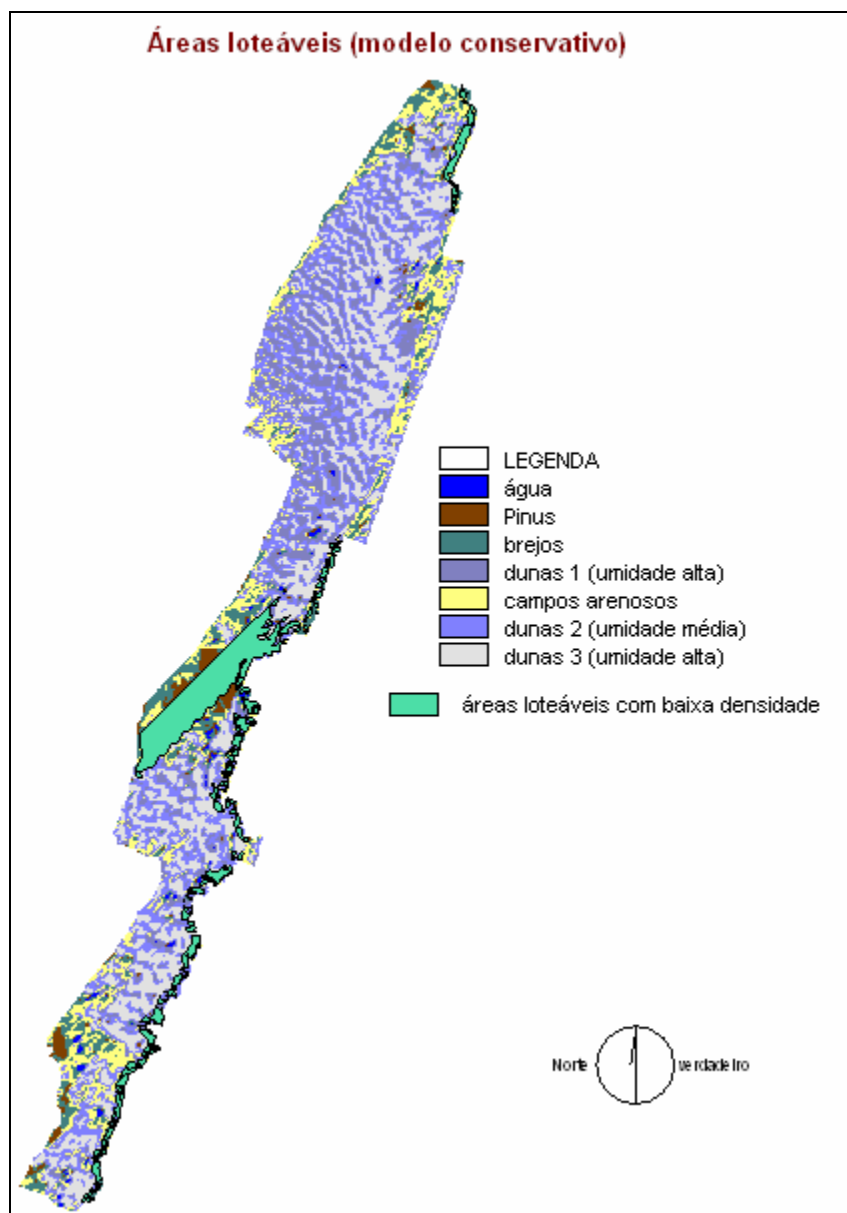 Áreas loteáveis (modelo conservativo)
LEGENDA
água
Pinus
brejos
dunas 1 (umidade alta)
campos arenosos
dunas 2 (umidade média)
dunas 3 (umidade alta)
áreas loteáveis com baixa densidade
Norte verdadeiro